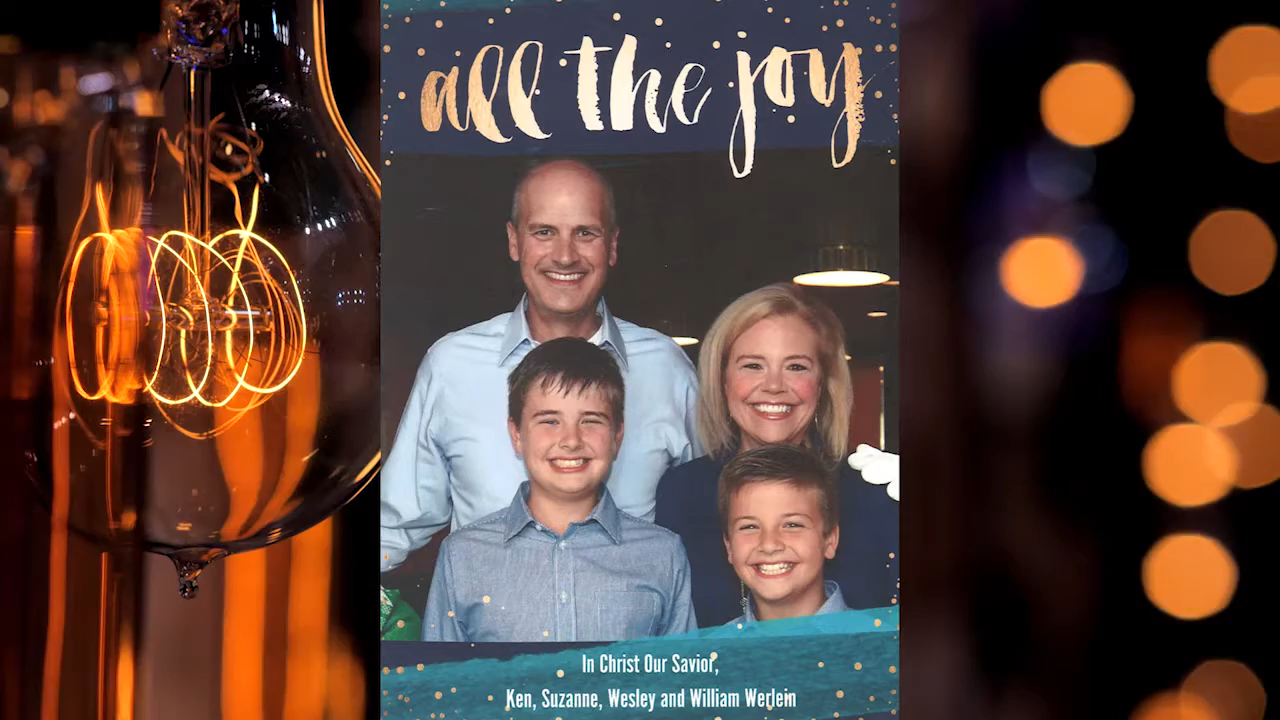 all the joy
In Christ Our Savior,
Ken, Suzanne, Wesley and William Werlein